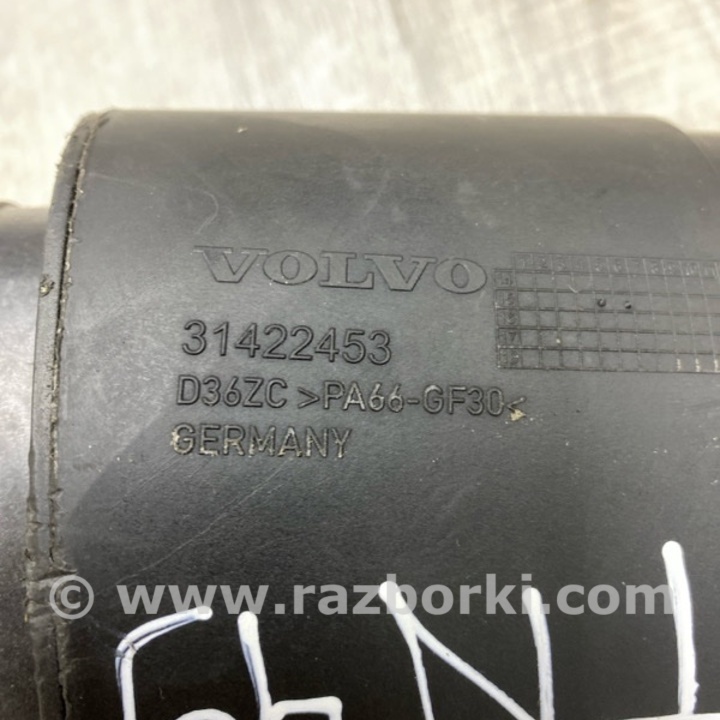 VOLVO
31422453
D36ZC >PA66-GF30<
GERMANY
© www.razborki.com